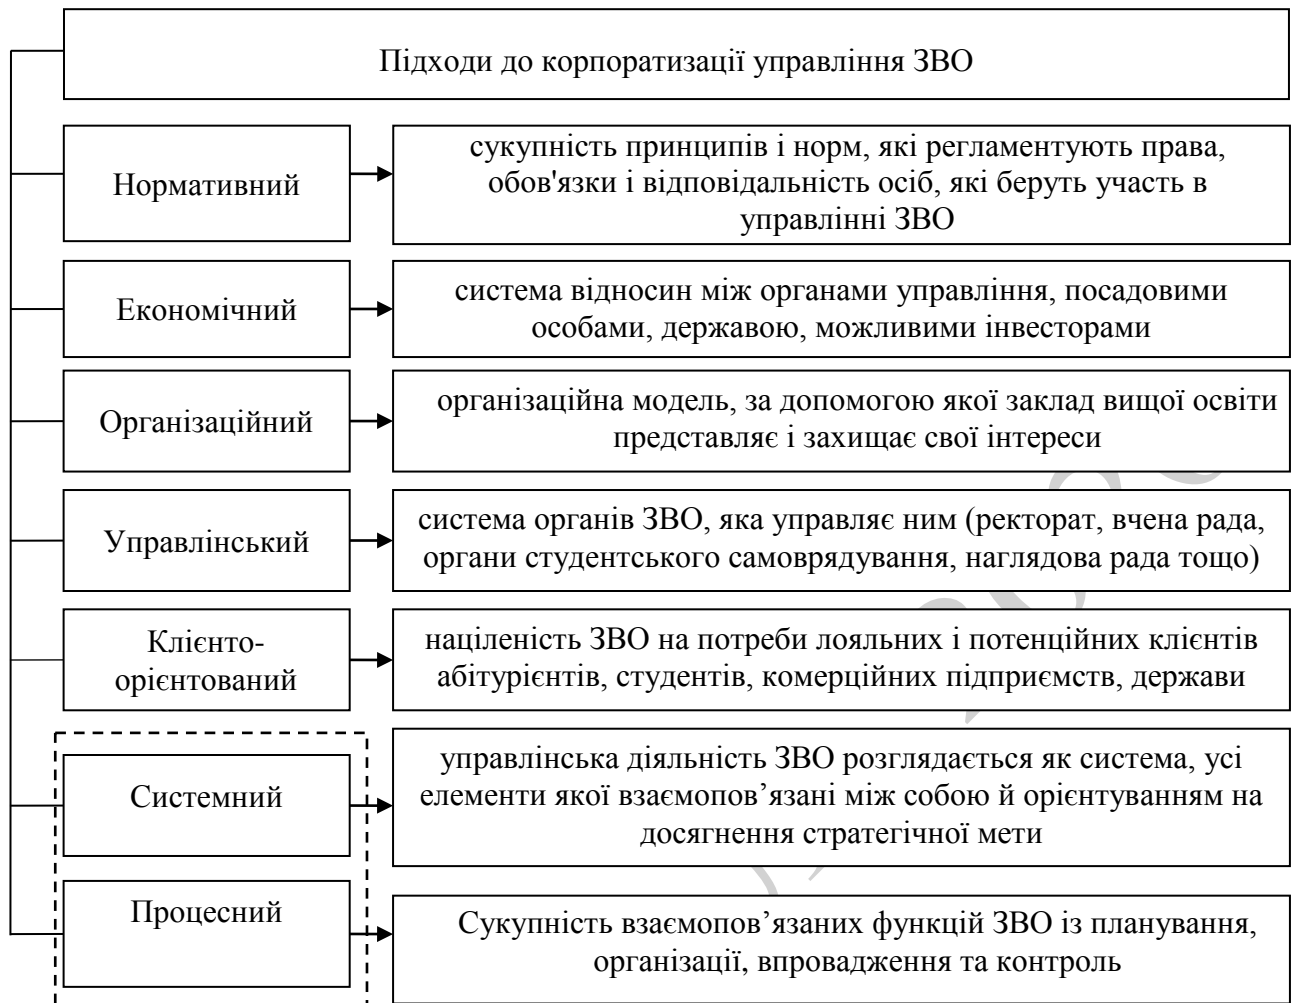 Підходи до корпоратизації управління ЗВО
Нормативний
сукупність принципів і норм, які регламентують права,
обов'язки і відповідальність осіб, які беруть участь в
управлінні ЗВО
Економічний
система відносин між органами управління, посадовими
особами, державою, можливими інвесторами
Організаційний
організаційна модель, за допомогою якої заклад вищої освіти
представляє і захищає свої інтереси
Управлінський
система органів ЗВО, яка управляє ним (ректорат, вчена рада,
органи студентського самоврядування, наглядова рада тощо)
Клієнто-
орієнтований
націленість ЗВО на потреби лояльних і потенційних клієнтів
абітурієнтів, студентів, комерційних підприємств, держави
Системний
управлінська діяльність ЗВО розглядається як система, усі
елементи якої взаємопов’язані між собою й орієнтуванням на
досягнення стратегічної мети
Процесний
Сукупність взаємопов’язаних функцій ЗВО із планування,
організації, впровадження та контроль